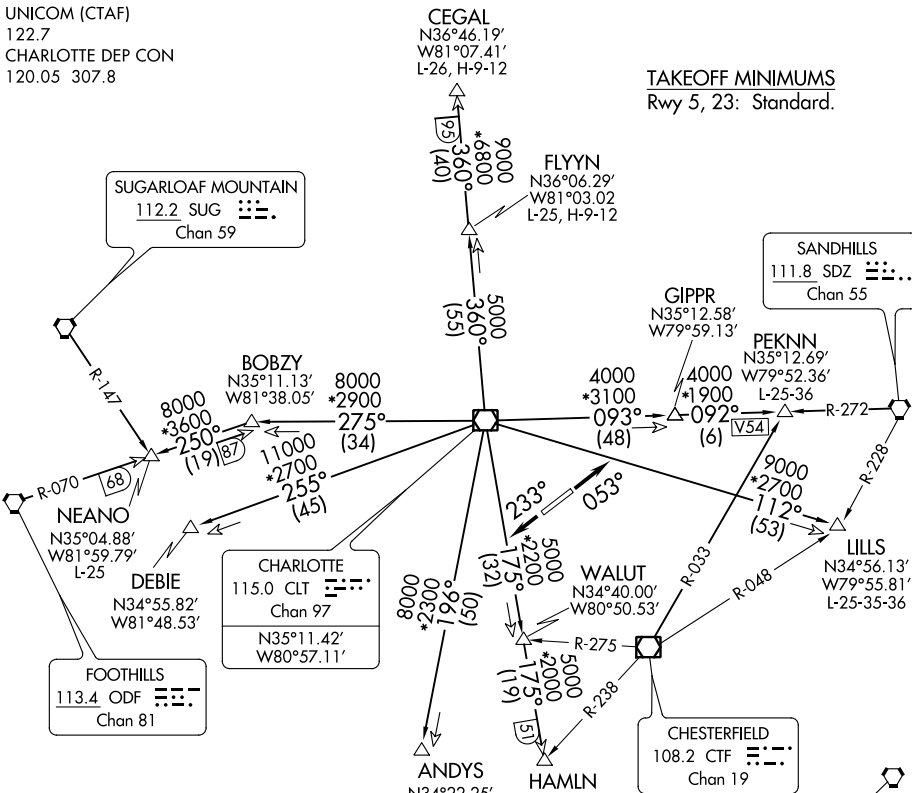 UNICOM (CTAF)
122.7
CHARLOTTE DEP CON
120.05 307.8
CEGAL
N36°46.19'
W81°07.41'
L-26, H-9-12
TAKEOFF MINIMUMS
Rwy 5, 23: Standard.
95
9000
*6800
360°
(40)
FLYYN
N36°06.29'
W81°03.02
L-25, H-9-12
SUGARLOAF MOUNTAIN
112.2 SUG
Chan 59
SANDHILLS
111.8 SDZ
Chan 55
5000
360°
(55)
GIPPR
N35°12.58'
W79°59.13'
PEKNN
N35°12.69'
W79°52.36'
L-25-36
BOBZY
N35°11.13'
W81°38.05'
R-147
8000
*3600
250°
(19)
87
8000
*2900
275°
(34)
4000
*3100
093°
(48)
4000
*1900
092°
(6)
V54
R-272
R-228
R-070
68
11000
*2700
255°
(45)
9000
*2700
112°
(53)
233°
053°
NEANO
N35°04.88'
W81°59.79'
L-25
DEBIE
N34°55.82'
W81°48.53'
CHARLOTTE
115.0 CLT
Chan 97
N35°11.42'
W80°57.11'
5000
*2200
175°
(32)
WALUT
N34°40.00'
W80°50.53'
R-033
R-048
LILLS
N34°56.13'
W79°55.81'
L-25-35-36
8000
*2300
196°
(50)
R-275
5000
*2000
175°
(19)
51
R-238
FOOTHILLS
113.4 ODF
Chan 81
CHESTERFIELD
108.2 CTF
Chan 19
ANDYS
HAMLN